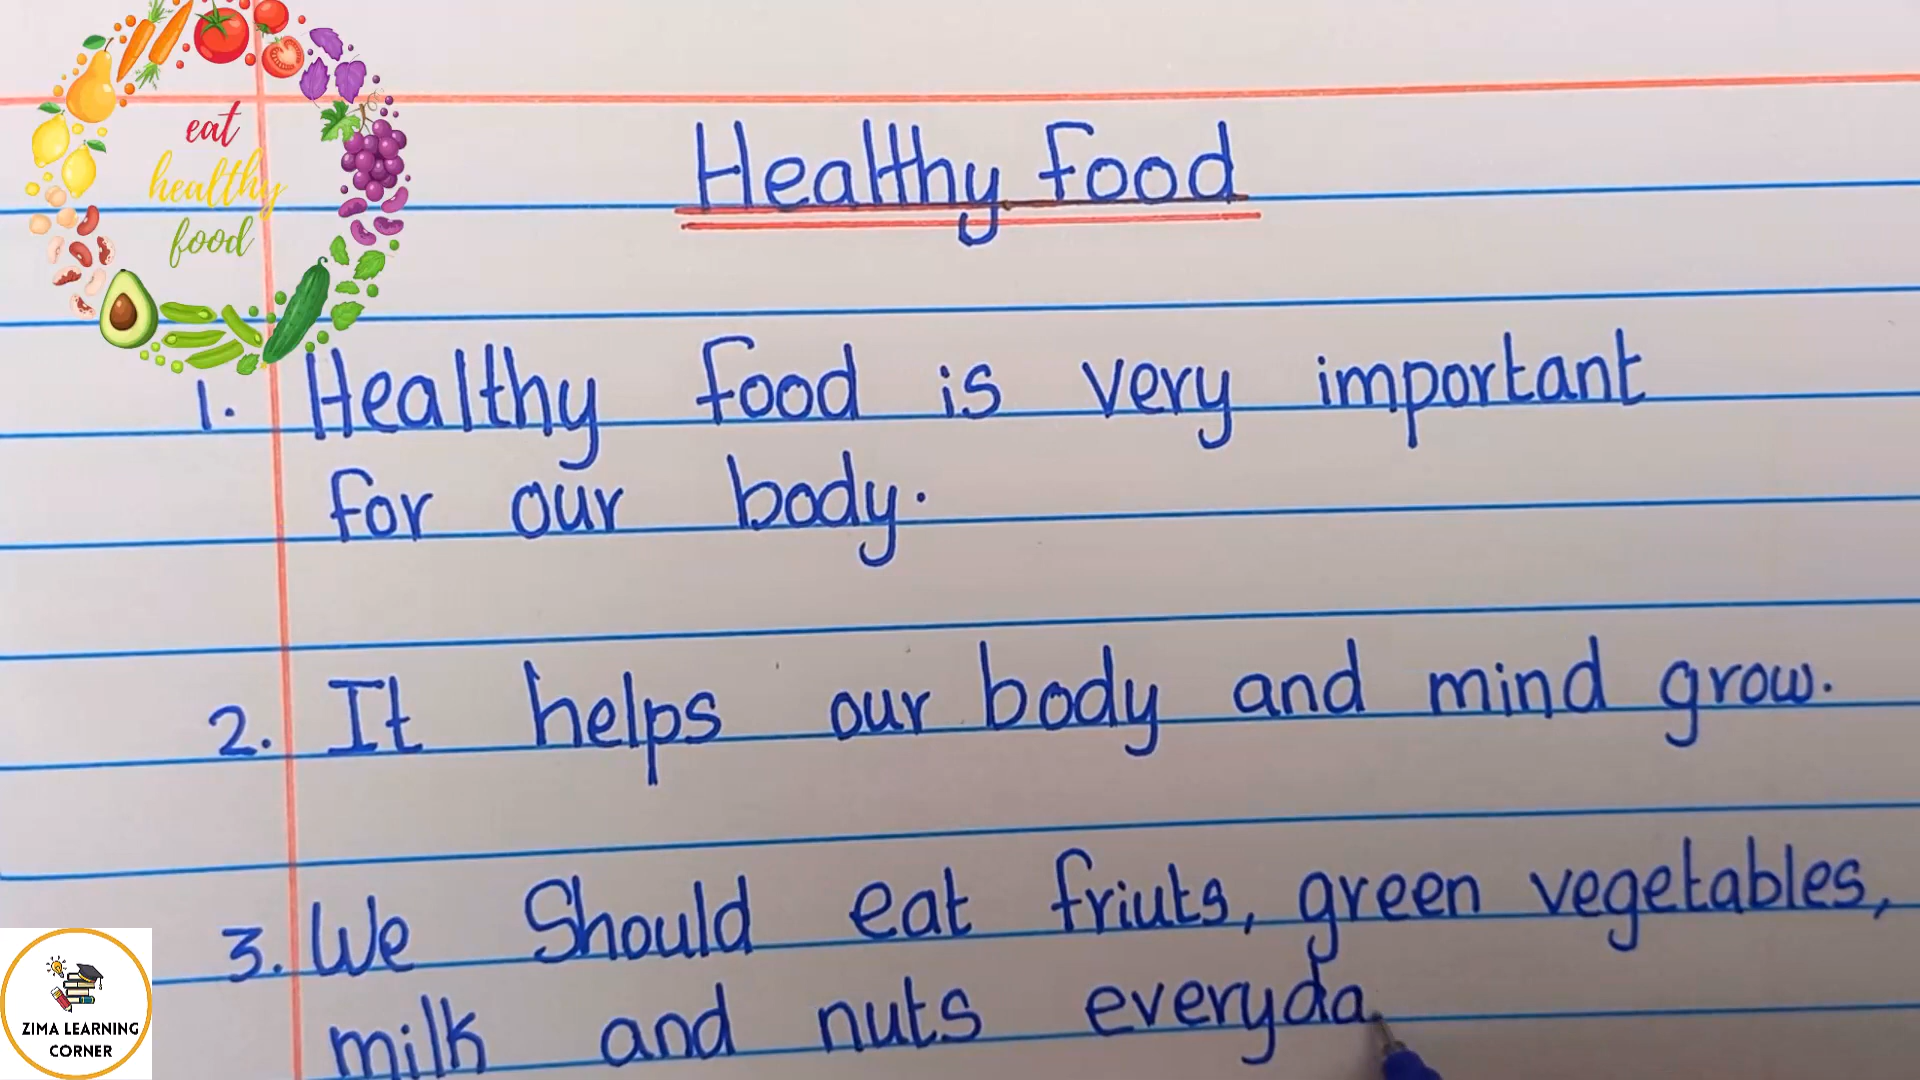 eat
healthy
food
Healthy food
1. Healthy food is very important
for our body.
2. It helps our body and mind grow.
3. We Should eat friuts, green vegetables,
milk and nuts everyda
ZIMA LEARNING
CORNER